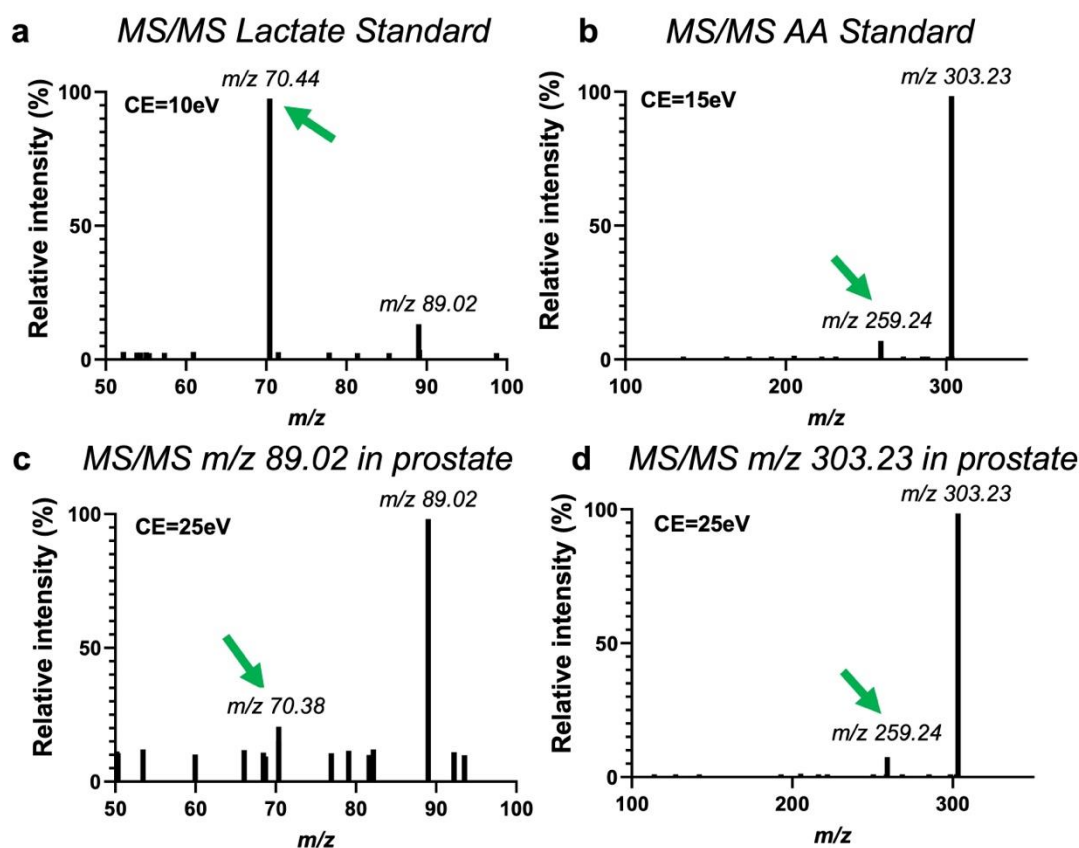 a MS/MS Lactate Standard
m/z 70.44
CE=10eV
m/z 89.02
Relative intensity (%)
100
50
0
50 60 70 80 90 100
m/z
b MS/MS AA Standard
m/z 303.23
CE=15eV
m/z 259.24
Relative intensity (%)
100
50
0
100 200 300
m/z
c MS/MS m/z 89.02 in prostate
m/z 89.02
CE=25eV
m/z 70.38
Relative intensity (%)
100
50
0
50 60 70 80 90 100
m/z
d MS/MS m/z 303.23 in prostate
m/z 303.23
CE=25eV
m/z 259.24
Relative intensity (%)
100
50
0
100 200 300
m/z